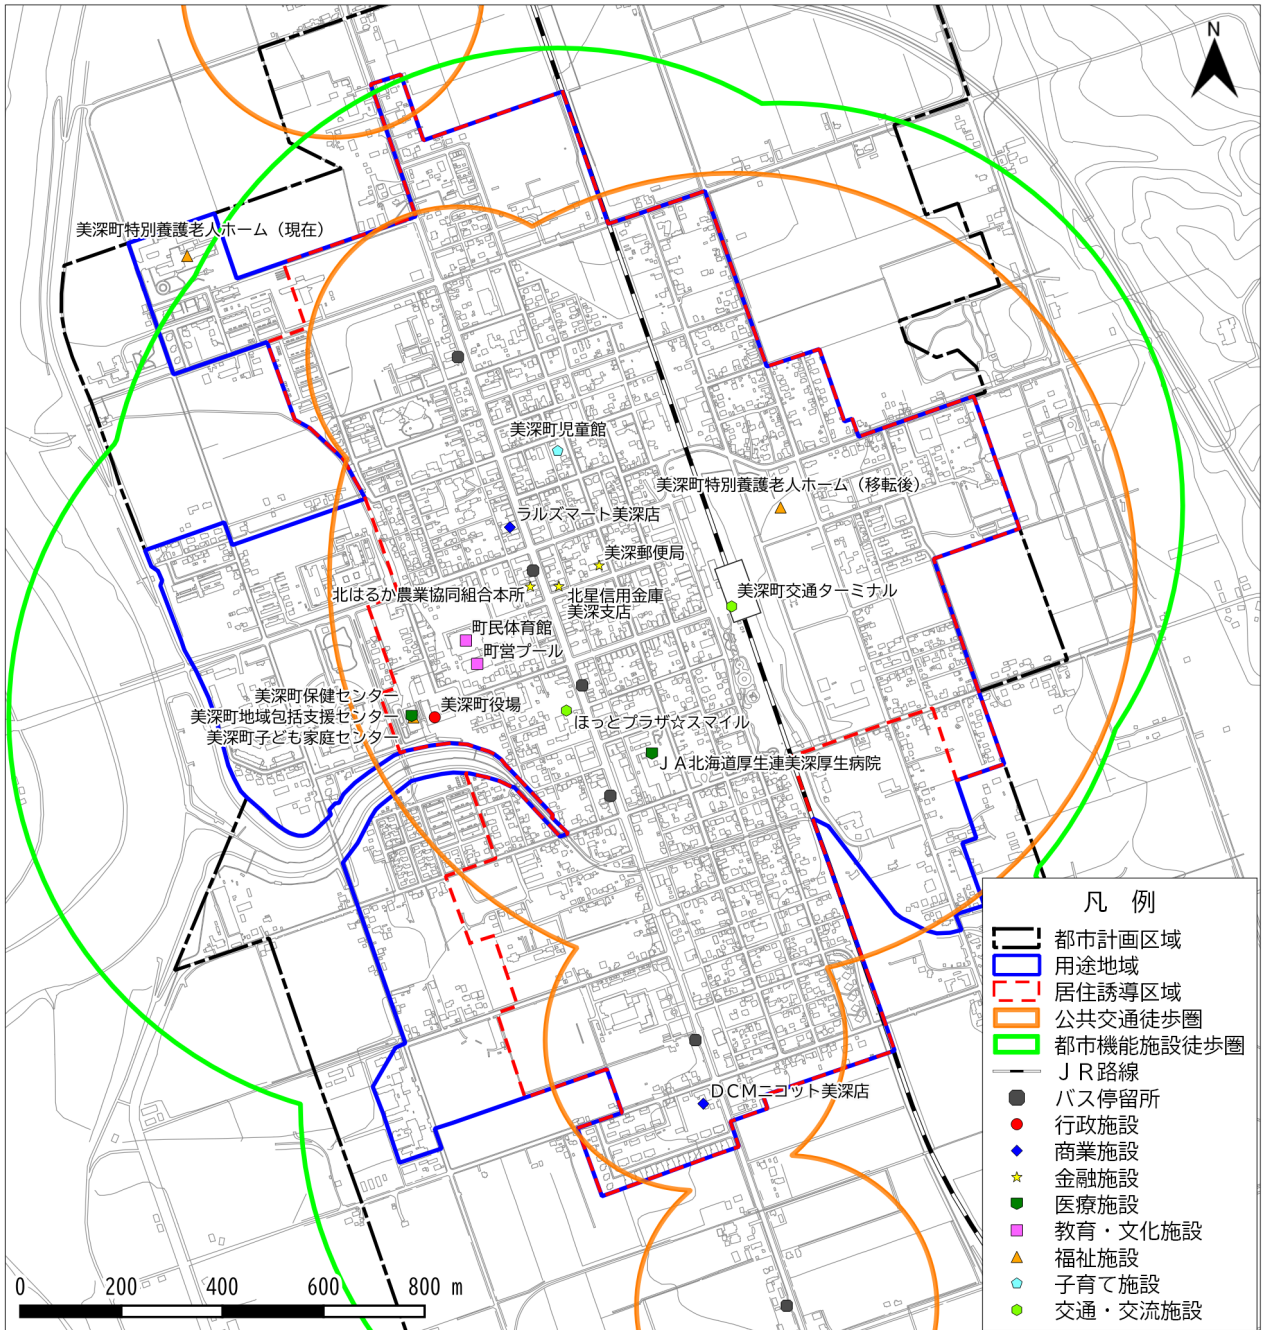 N
美深町特別養護老人ホーム（現在）
美深町児童館
美深町特別養護老人ホーム（移転後）
ラルズマート美深店
美深郵便局
北はるか農業協同組合本所
北星信用金庫
美深支店
美深町交通ターミナル
町民体育館
町営プール
美深町保健センター
美深町地域包括支援センター
美深町子ども家庭センター
美深町役場
ほっとプラザ☆スマイル
ＪＡ北海道厚生連美深厚生病院
ＤＣＭニコット美深店
凡　例
都市計画区域
用途地域
居住誘導区域
公共交通徒歩圏
都市機能施設徒歩圏
ＪＲ路線
バス停留所
行政施設
商業施設
金融施設
医療施設
教育・文化施設
福祉施設
子育て施設
交通・交流施設
0 200 400 600 800 m